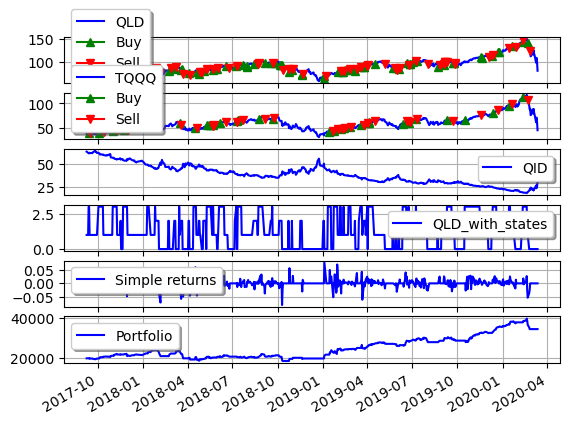 QLD
Buy
Sell
TQQQ
Buy
Sell
150
100
100
50
QID
50
25
QLD_with_states
2.5
0.0
Simple returns
0.05
0.00
−0.05
Portfolio
40000
20000
2017-10
2018-01
2018-04
2018-07
2018-10
2019-01
2019-04
2019-07
2019-10
2020-01
2020-04